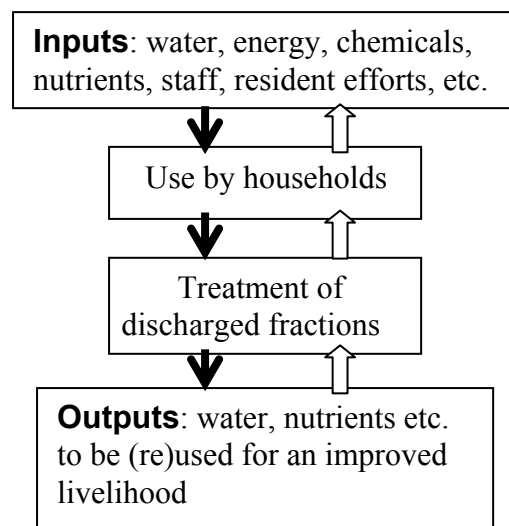 Inputs: water, energy, chemicals,
nutrients, staff, resident efforts, etc.
Use by households
Treatment of
discharged fractions
Outputs: water, nutrients etc.
to be (re)used for an improved
livelihood